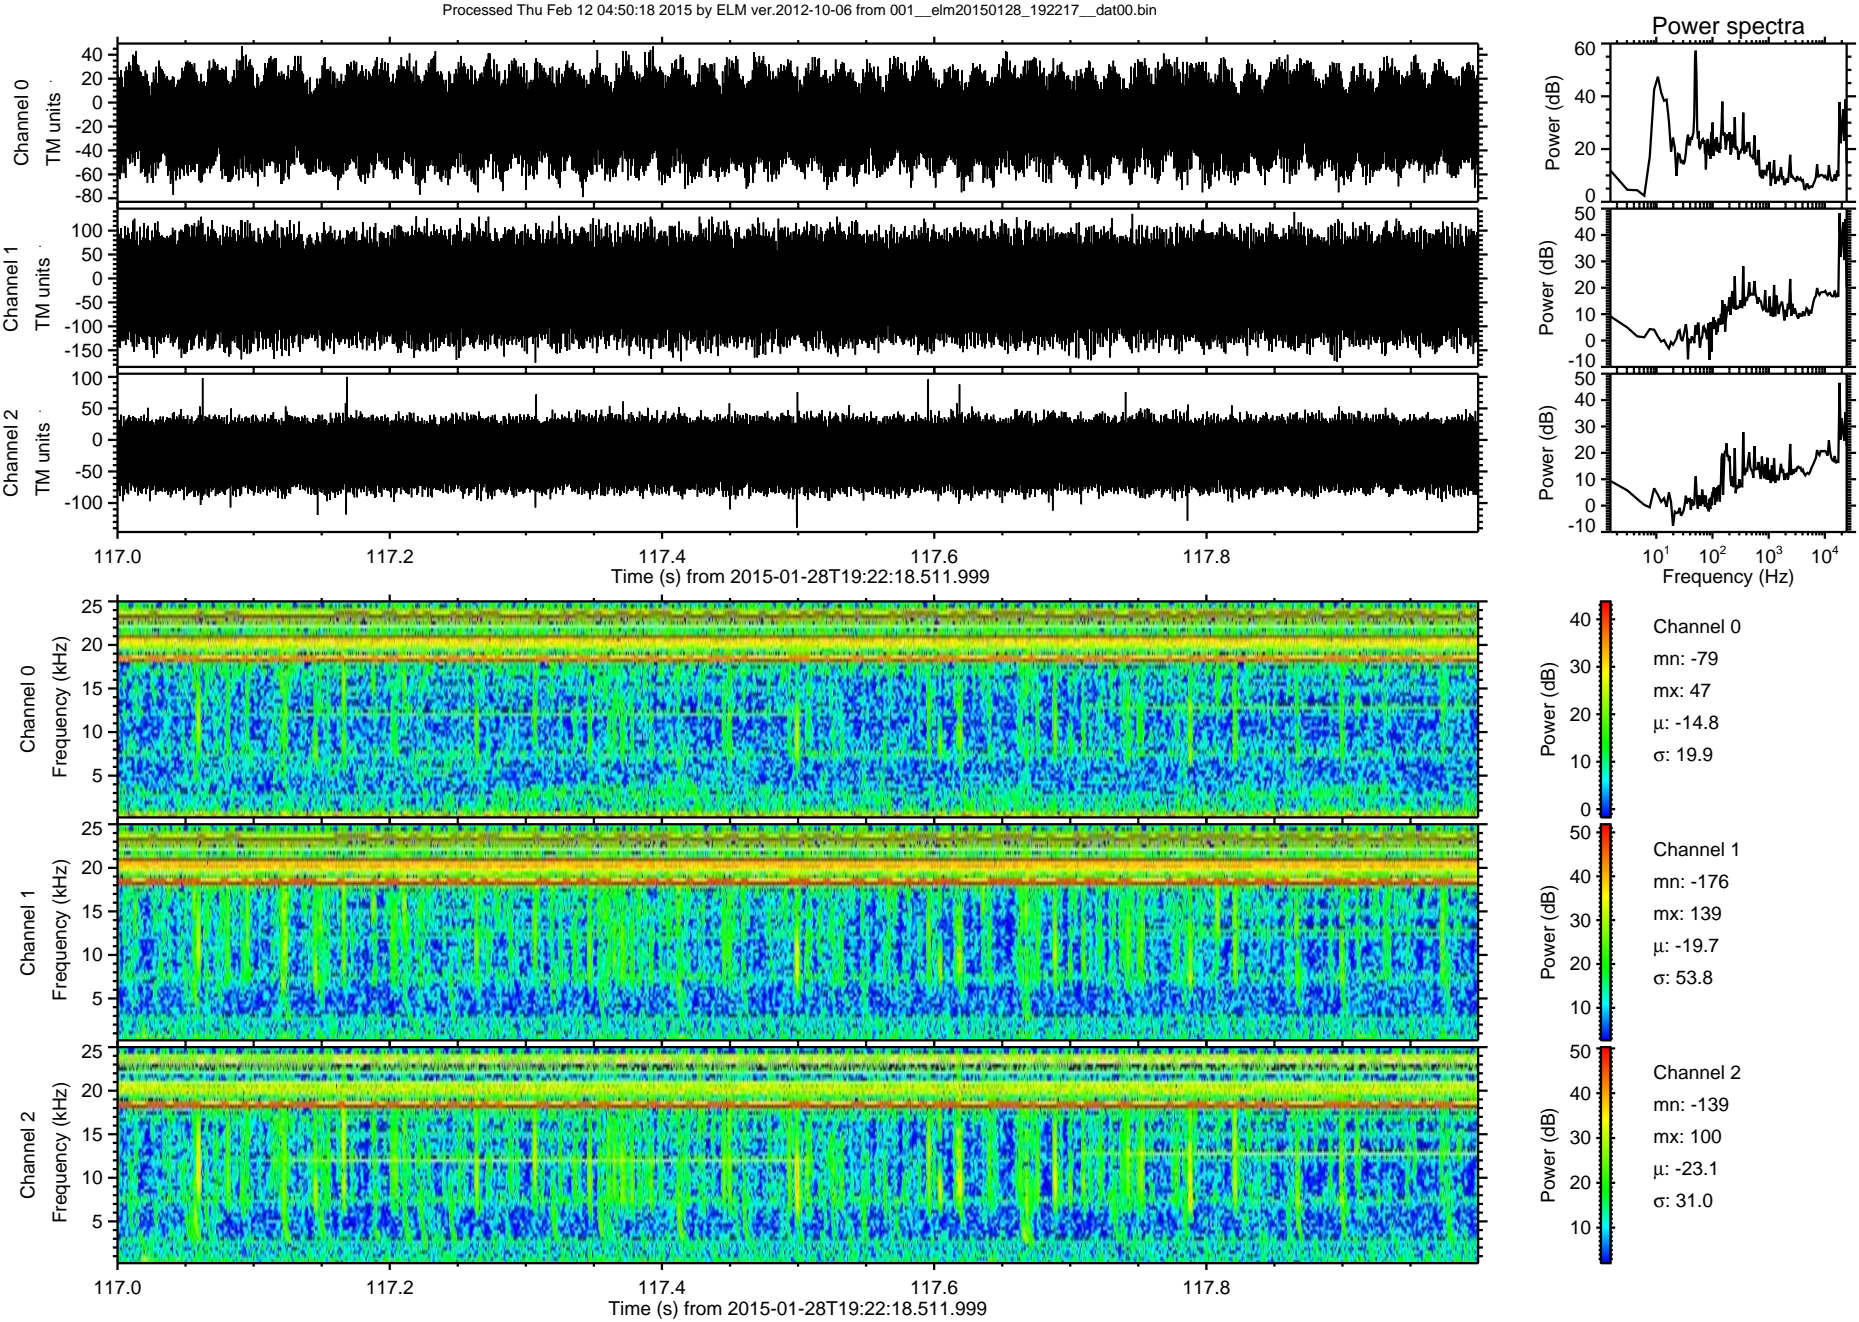 Processed Thu Feb 12 04:50:18 2015 by ELM ver.2012-10-06 from 001__elm20150128_192217__dat00.bin
Power spectra
Channel 0
TM units
40
20
0
-20
-40
-60
-80
Power (dB)
60
40
20
0
Channel 1
TM units
100
50
0
-50
-100
-150
Power (dB)
50
40
30
20
10
0
-10
Channel 2
TM units
100
50
0
-50
-100
Power (dB)
50
40
30
20
10
0
-10
117.0 117.2 117.4 117.6 117.8
Time (s) from 2015-01-28T19:22:18.511.999
10¹ 10² 10³ 10⁴
Frequency (Hz)
Channel 0
Frequency (kHz)
25
20
15
10
5
Power (dB)
40
30
20
10
0
Channel 0
mn: -79
mx: 47
μ: -14.8
σ: 19.9
Channel 1
Frequency (kHz)
25
20
15
10
5
Power (dB)
50
40
30
20
10
Channel 1
mn: -176
mx: 139
μ: -19.7
σ: 53.8
Channel 2
Frequency (kHz)
25
20
15
10
5
Power (dB)
50
40
30
20
10
Channel 2
mn: -139
mx: 100
μ: -23.1
σ: 31.0
117.0 117.2 117.4 117.6 117.8
Time (s) from 2015-01-28T19:22:18.511.999